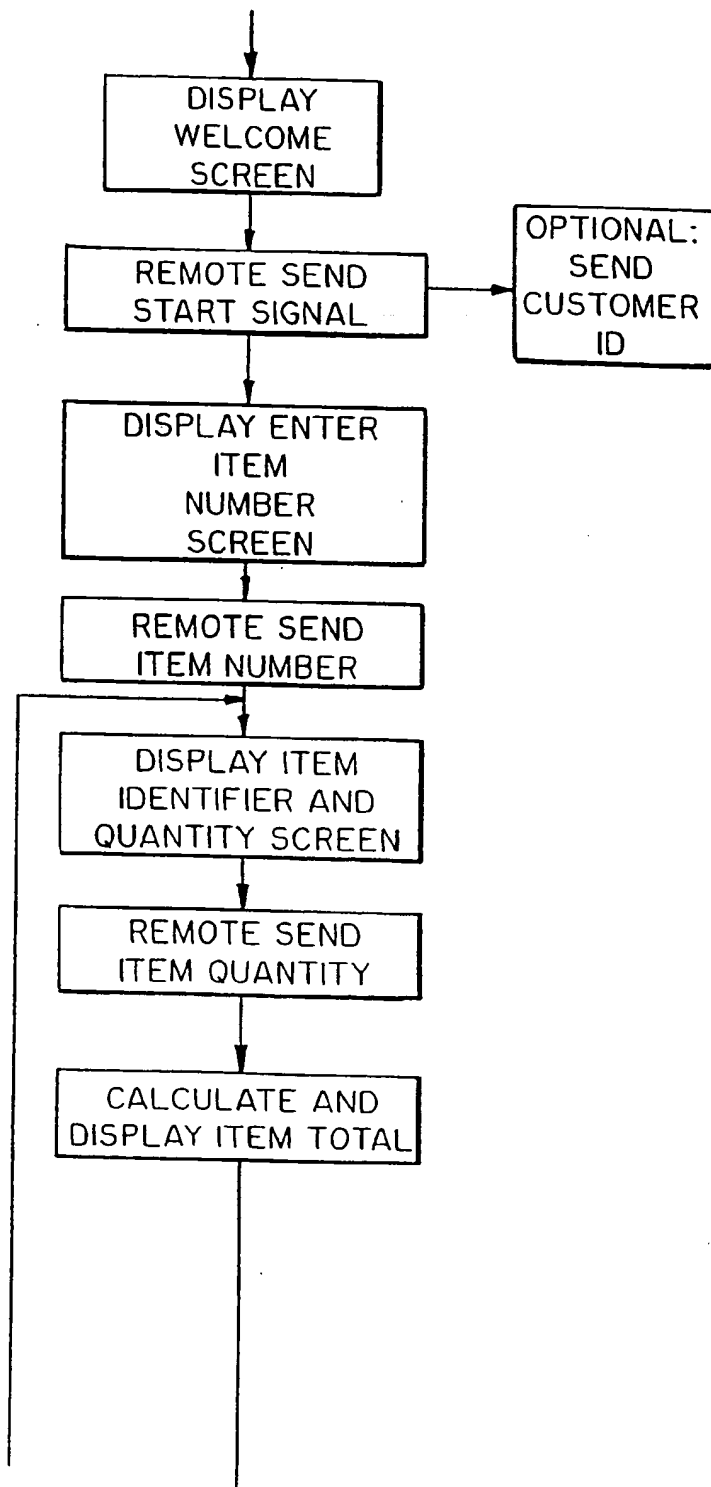 DISPLAY
WELCOME
SCREEN
REMOTE SEND
START SIGNAL
OPTIONAL:
SEND
CUSTOMER
ID
DISPLAY ENTER
ITEM
NUMBER
SCREEN
REMOTE SEND
ITEM NUMBER
DISPLAY ITEM
IDENTIFIER AND
QUANTITY SCREEN
REMOTE SEND
ITEM QUANTITY
CALCULATE AND
DISPLAY ITEM TOTAL